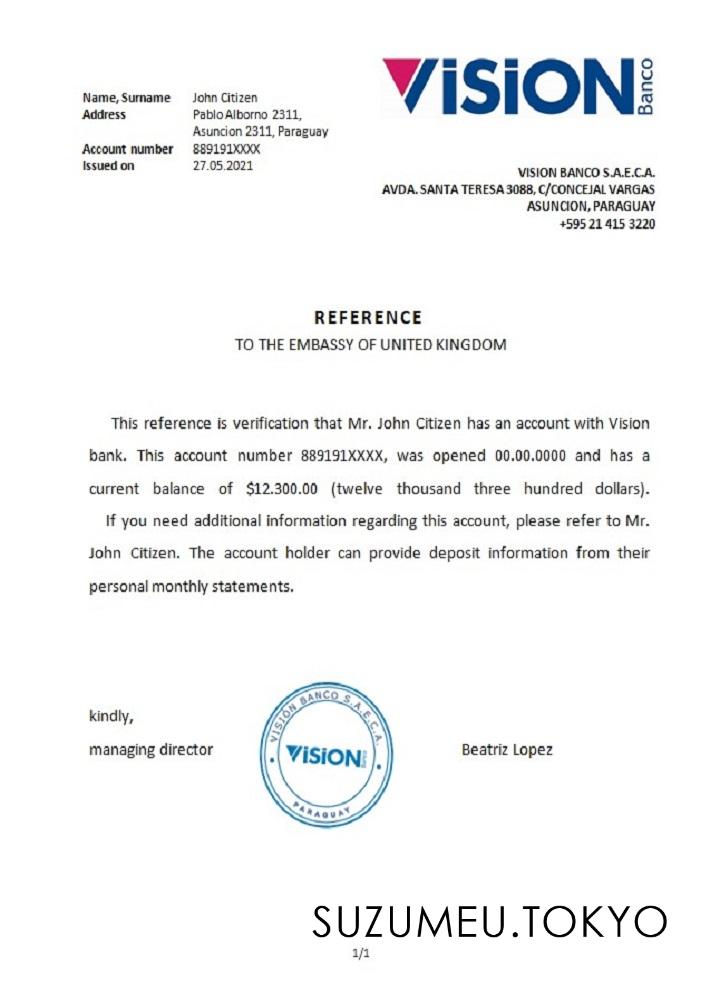 Name, Surname John Citizen
Address Pablo Alborno 2311,
Asuncion 2311, Paraguay
Account number 889191XXXX
Issued on 27.05.2021
VISION Banco
VISION BANCO S.A.E.C.A.
AVDA. SANTA TERESA 3088, C/CONCEJAL VARGAS
ASUNCION, PARAGUAY
+595 21 415 3220
REFERENCE
TO THE EMBASSY OF UNITED KINGDOM
This reference is verification that Mr. John Citizen has an account with Vision
bank. This account number 889191XXXX, was opened 00.00.0000 and has a
current balance of $12.300.00 (twelve thousand three hundred dollars).
If you need additional information regarding this account, please refer to Mr.
John Citizen. The account holder can provide deposit information from their
personal monthly statements.
kindly,
managing director
VISIÓN BANCO S.A.E.C.A.
VISION Banco
PARAGUAY
Beatriz Lopez
SUZUMEU.TOKYO
1/1